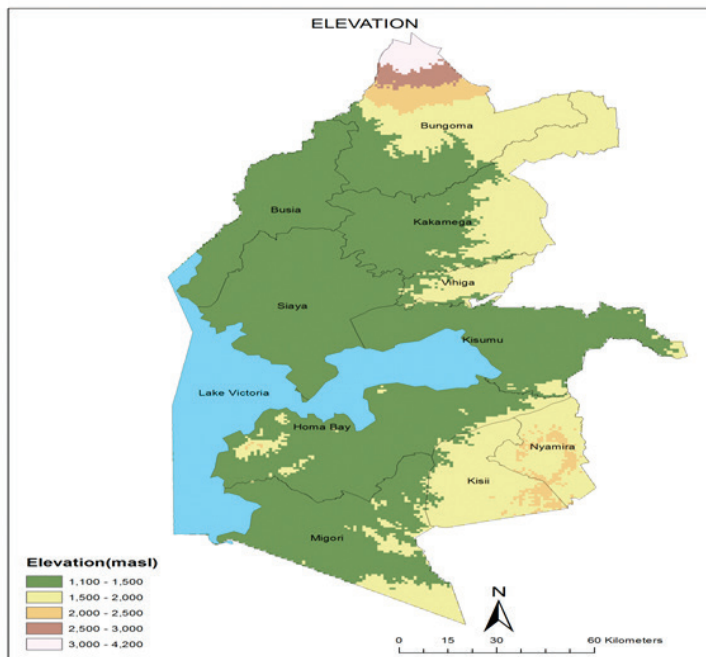 ELEVATION
Bungoma
Busia
Kakamega
Vihiga
Siaya
Kisumu
Lake Victoria
Homa Bay
Nyamira
Kisii
Migori
Elevation(masl)
1,100 - 1,500
1,500 - 2,000
2,000 - 2,500
2,500 - 3,000
3,000 - 4,200
N
0 15 30 60 Kilometers